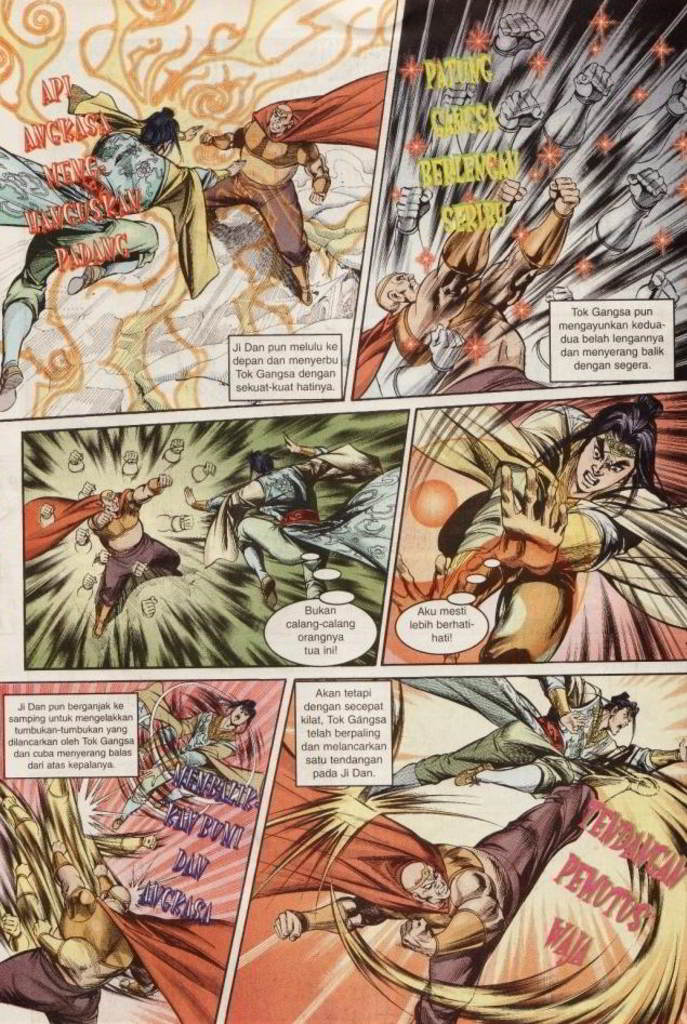 API
ANGKASA
MENG-
HANGUSKAN
PADANG
Ji Dan pun melulu ke
depan dan menyerbu
Tok Gangsa dengan
sekuat-kuat hatinya.
PATUNG
GANGSA
BERLENGAN
SERIBU
Tok Gangsa pun
mengayunkan kedua-
dua belah lengannya
dan menyerang balik
dengan segera.
Bukan
calang-calang
orangnya
tua ini!
Aku mesti
lebih berhati-
hati!
Ji Dan pun berganjak ke
samping untuk mengelakkan
tumbukan-tumbukan yang
dilancarkan oleh Tok Gangsa
dan cuba menyerang balas
dari atas kepalanya.
DAN
ANGKASA
Akan tetapi
dengan secepat
kilat, Tok Gangsa
telah berpaling
dan melancarkan
satu tendangan
pada Ji Dan.
TENDANGAN
PEMUTUS
WAJA